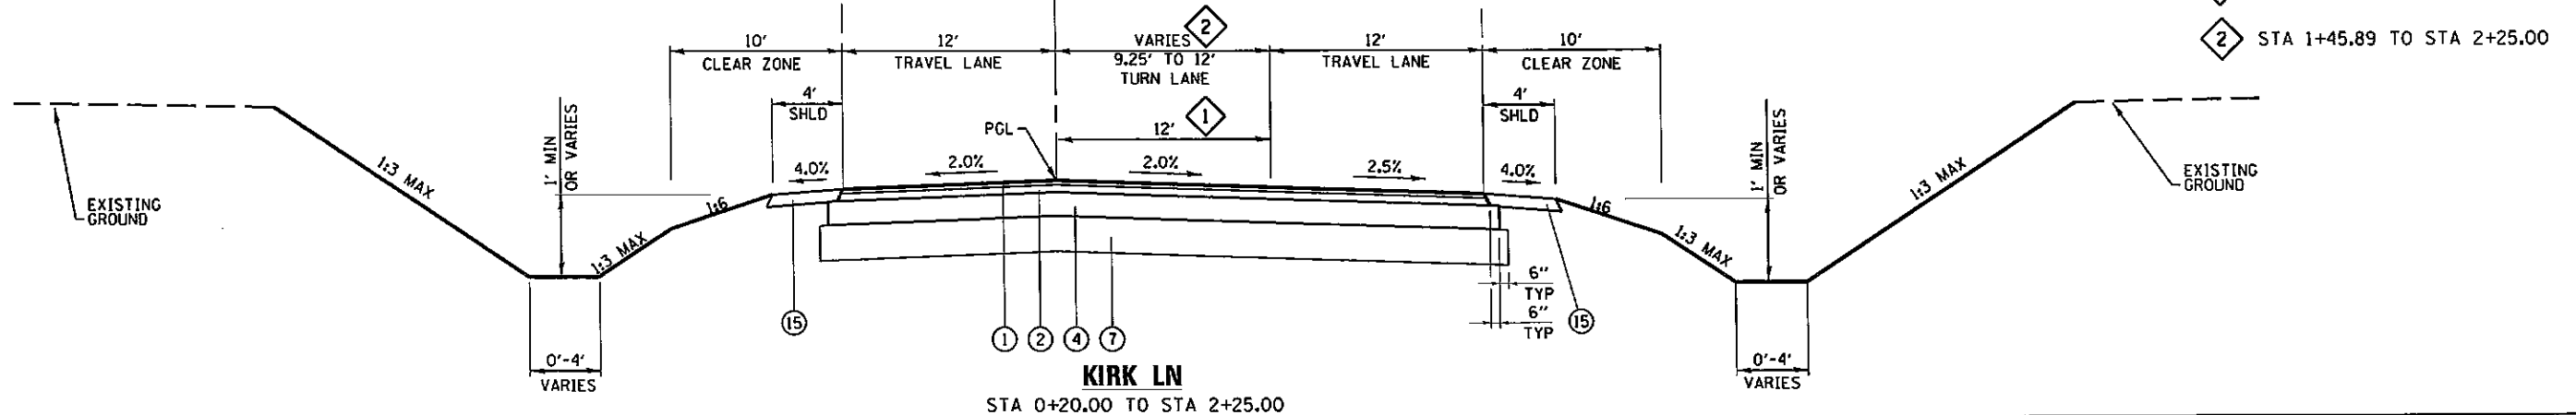 2 STA 1+45.89 TO STA 2+25.00
10' 12' VARIES 2 12' 10'
CLEAR ZONE TRAVEL LANE 9.25' TO 12' TRAVEL LANE CLEAR ZONE
TURN LANE
4' 4'
SHLD SHLD
1' MIN
OR VARIES
PGL
12' 1
1' MIN
OR VARIES
4.0% 2.0% 2.0% 2.5% 4.0%
EXISTING
GROUND
1:3 MAX
1:3 MAX
1:6
1:6
1:3 MAX
1:3 MAX
EXISTING
GROUND
6"
TYP
6"
TYP
15 15
1 2 4 7
0'-4'
VARIES
0'-4'
VARIES
KIRK LN
STA 0+20.00 TO STA 2+25.00